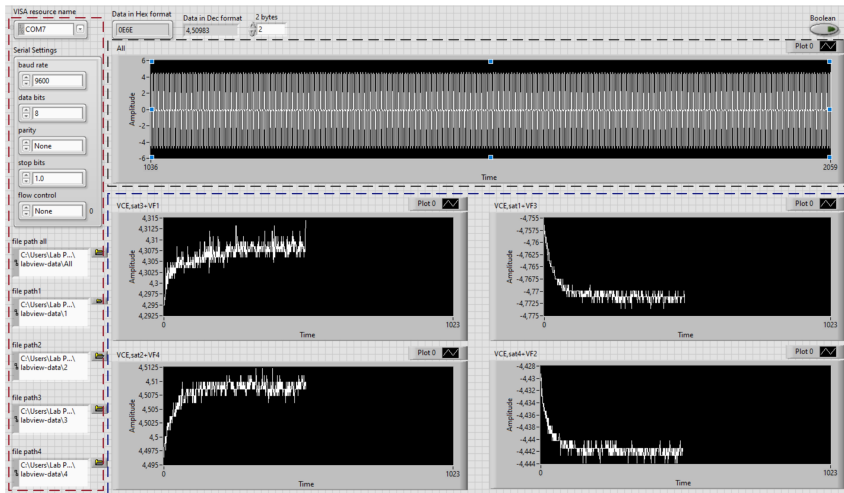 VISA resource name
COM7
Serial Settings
baud rate
9600
data bits
8
parity
None
stop bits
1.0
flow control
None 0
file path all
C:\Users\Lab P...\
labview-data\All
file path1
C:\Users\Lab P...\
labview-data\1
file path2
C:\Users\Lab P...\
labview-data\2
file path3
C:\Users\Lab P...\
labview-data\3
file path4
C:\Users\Lab P...\
labview-data\4
Data in Hex format
0E6E
Data in Dec format
4,50983
2 bytes
2
Boolean
All
Plot 0
Amplitude
6
4
2
0
-2
-4
-6
1036
2059
Time
VCE,sat3+VF1
Plot 0
Amplitude
4,315
4,3125
4,31
4,3075
4,305
4,3025
4,3
4,2975
4,295
4,2925
0
1023
Time
VCE,sat1+VF3
Plot 0
Amplitude
-4,755
-4,7575
-4,76
-4,7625
-4,765
-4,7675
-4,77
-4,7725
-4,775
0
1023
Time
VCE,sat2+VF4
Plot 0
Amplitude
4,5125
4,51
4,5075
4,505
4,5025
4,5
4,4975
4,495
0
1023
Time
VCE,sat4+VF2
Plot 0
Amplitude
-4,428
-4,43
-4,432
-4,434
-4,436
-4,438
-4,44
-4,442
-4,444
0
1023
Time